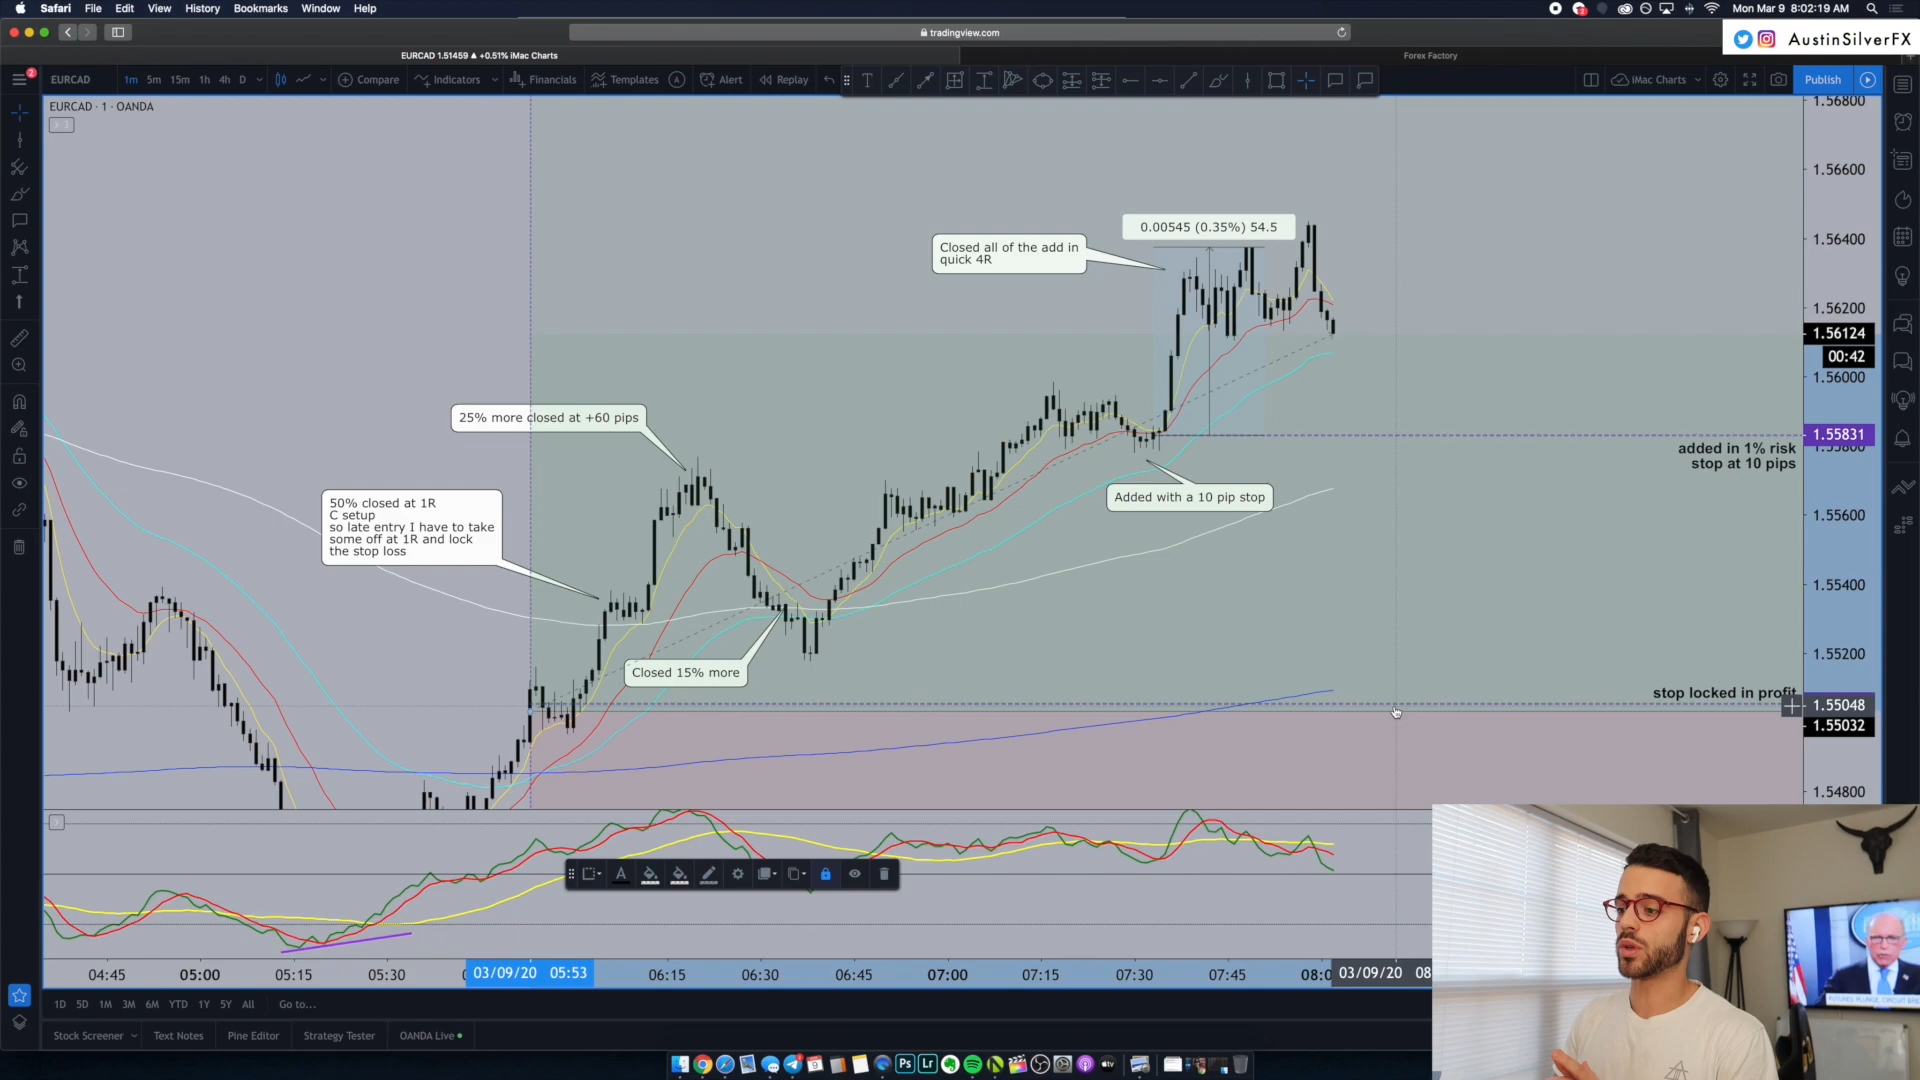 Safari File Edit View History Bookmarks Window Help
Mon Mar 9 8:02:19 AM
tradingview.com
AustinSilverFX
EURCAD 1.51459 ▲ +0.51% iMac Charts
Forex Factory
2
EURCAD
1m 5m 15m 1h 4h D
Compare
Indicators
Financials
Templates
Alert
Replay
iMac Charts
Publish
EURCAD · 1 · OANDA
1.56800
1.56600
1.56400
1.56200
1.56124
00:42
1.56000
1.55831
1.55600
1.55400
1.55200
1.55048
1.55032
1.54800
0.00545 (0.35%) 54.5
Closed all of the add in
quick 4R
25% more closed at +60 pips
added in 1% risk
stop at 10 pips
Added with a 10 pip stop
50% closed at 1R
C setup
so late entry I have to take
some off at 1R and lock
the stop loss
Closed 15% more
stop locked in profit
04:45 05:00 05:15 05:30 03/09/20 05:53 06:15 06:30 06:45 07:00 07:15 07:30 07:45 08:0 03/09/20 08
1D 5D 1M 3M 6M YTD 1Y 5Y All Go to...
Stock Screener Text Notes Pine Editor Strategy Tester OANDA Live
Ps Lr
tv